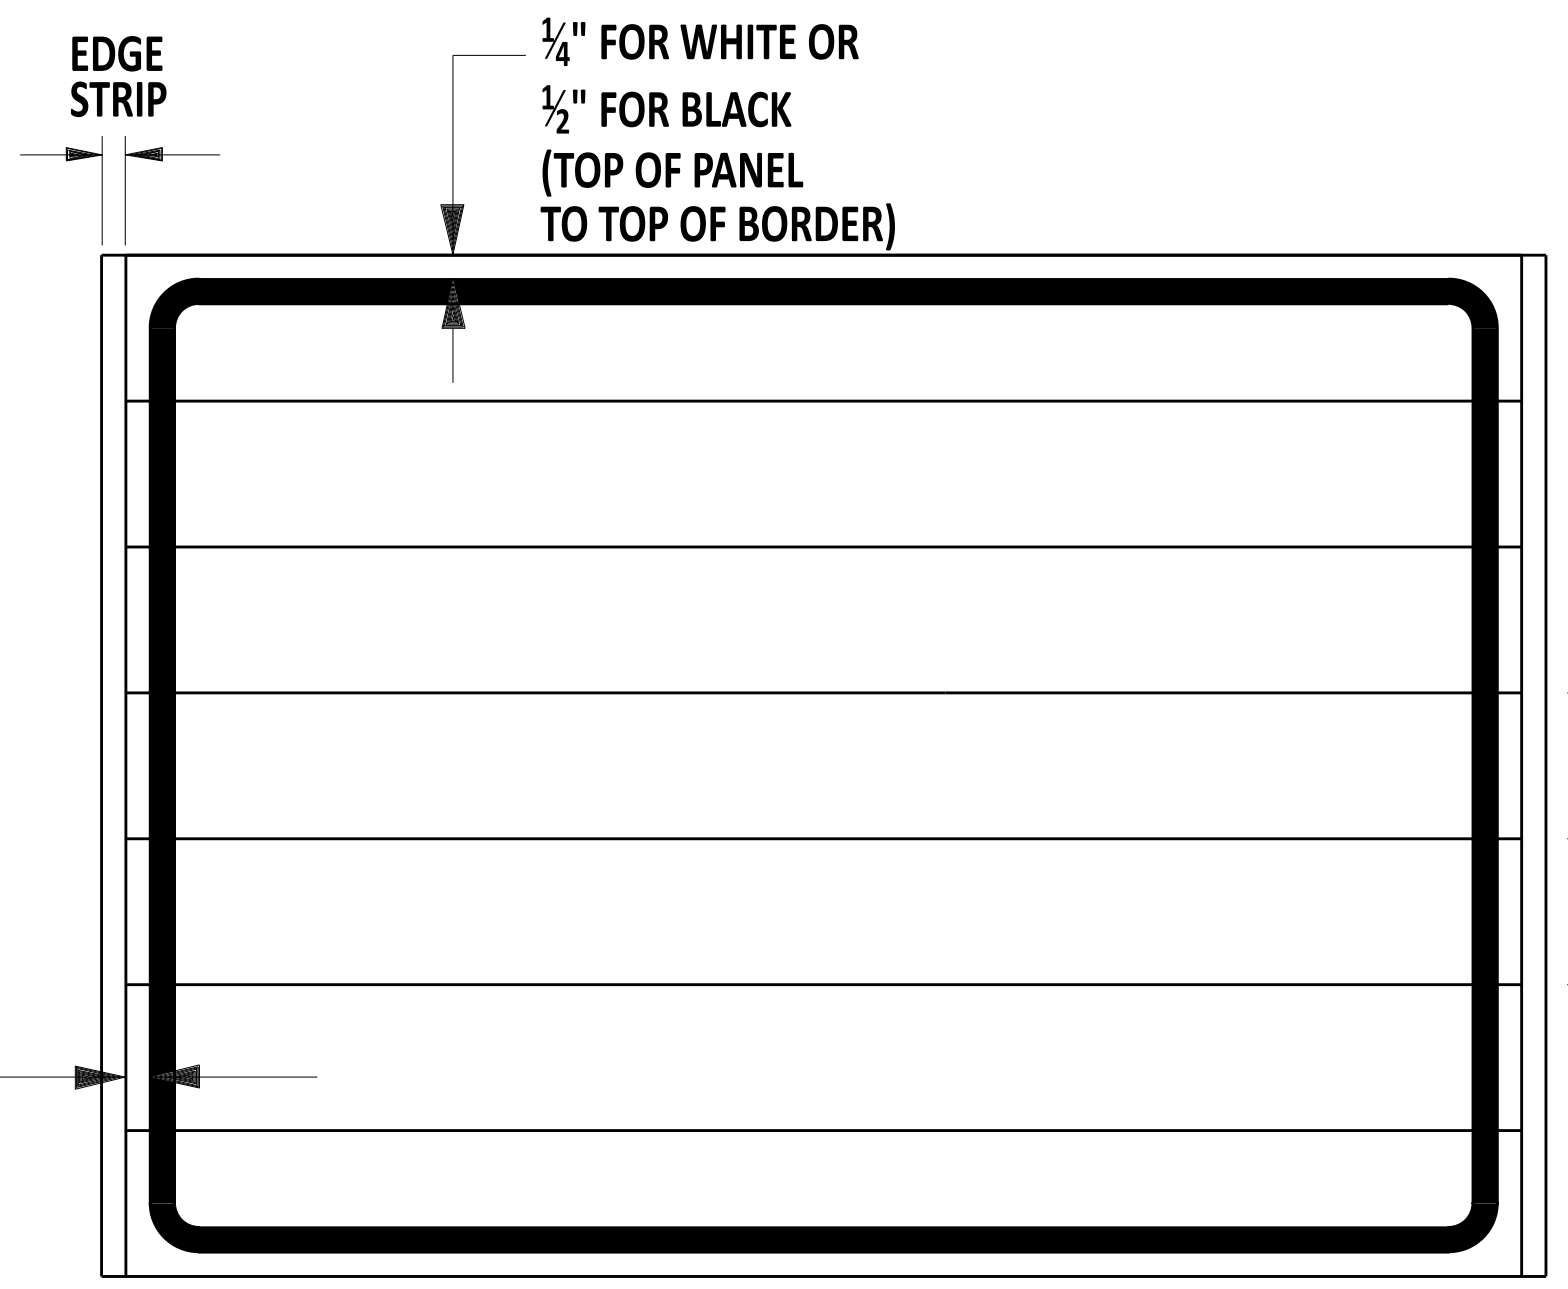 EDGE
STRIP
¼" FOR WHITE OR
½" FOR BLACK
(TOP OF PANEL
TO TOP OF BORDER)